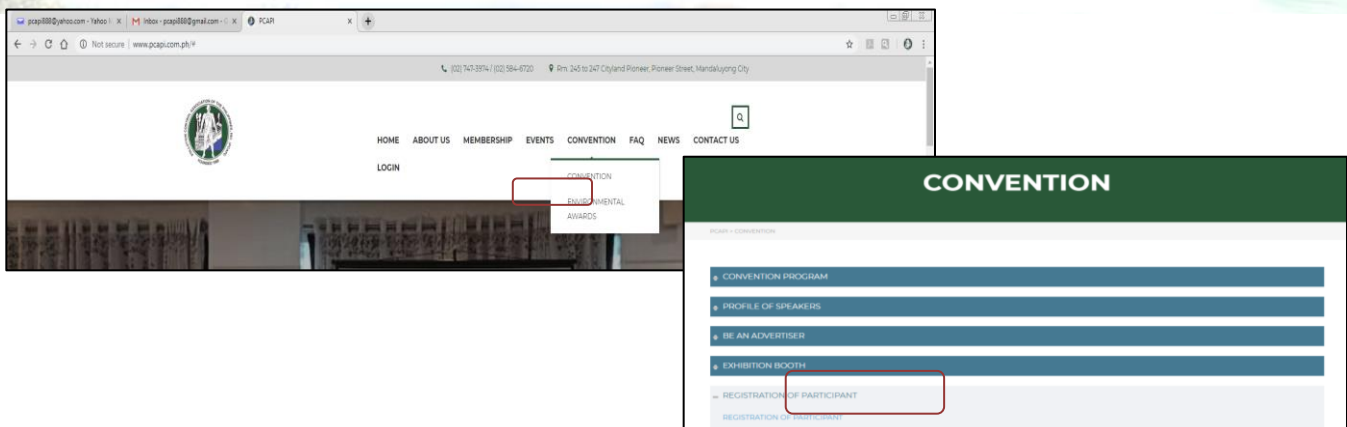 pcapi888@yahoo.com - Yahoo
Inbox - pcapi888@gmail.com -
PCAPI
Not secure | www.pcapi.com.ph/#
(02) 747-3974 / (02) 584-6720 Rm. 245 to 247 Cityland Pioneer, Pioneer Street, Mandaluyong City
HOME ABOUT US MEMBERSHIP EVENTS CONVENTION FAQ NEWS CONTACT US
LOGIN
CONVENTION
ENVIRONMENTAL
AWARDS
CONVENTION
PCAPI > CONVENTION
CONVENTION PROGRAM
PROFILE OF SPEAKERS
BE AN ADVERTISER
EXHIBITION BOOTH
REGISTRATION OF PARTICIPANT
REGISTRATION OF PARTICIPANT